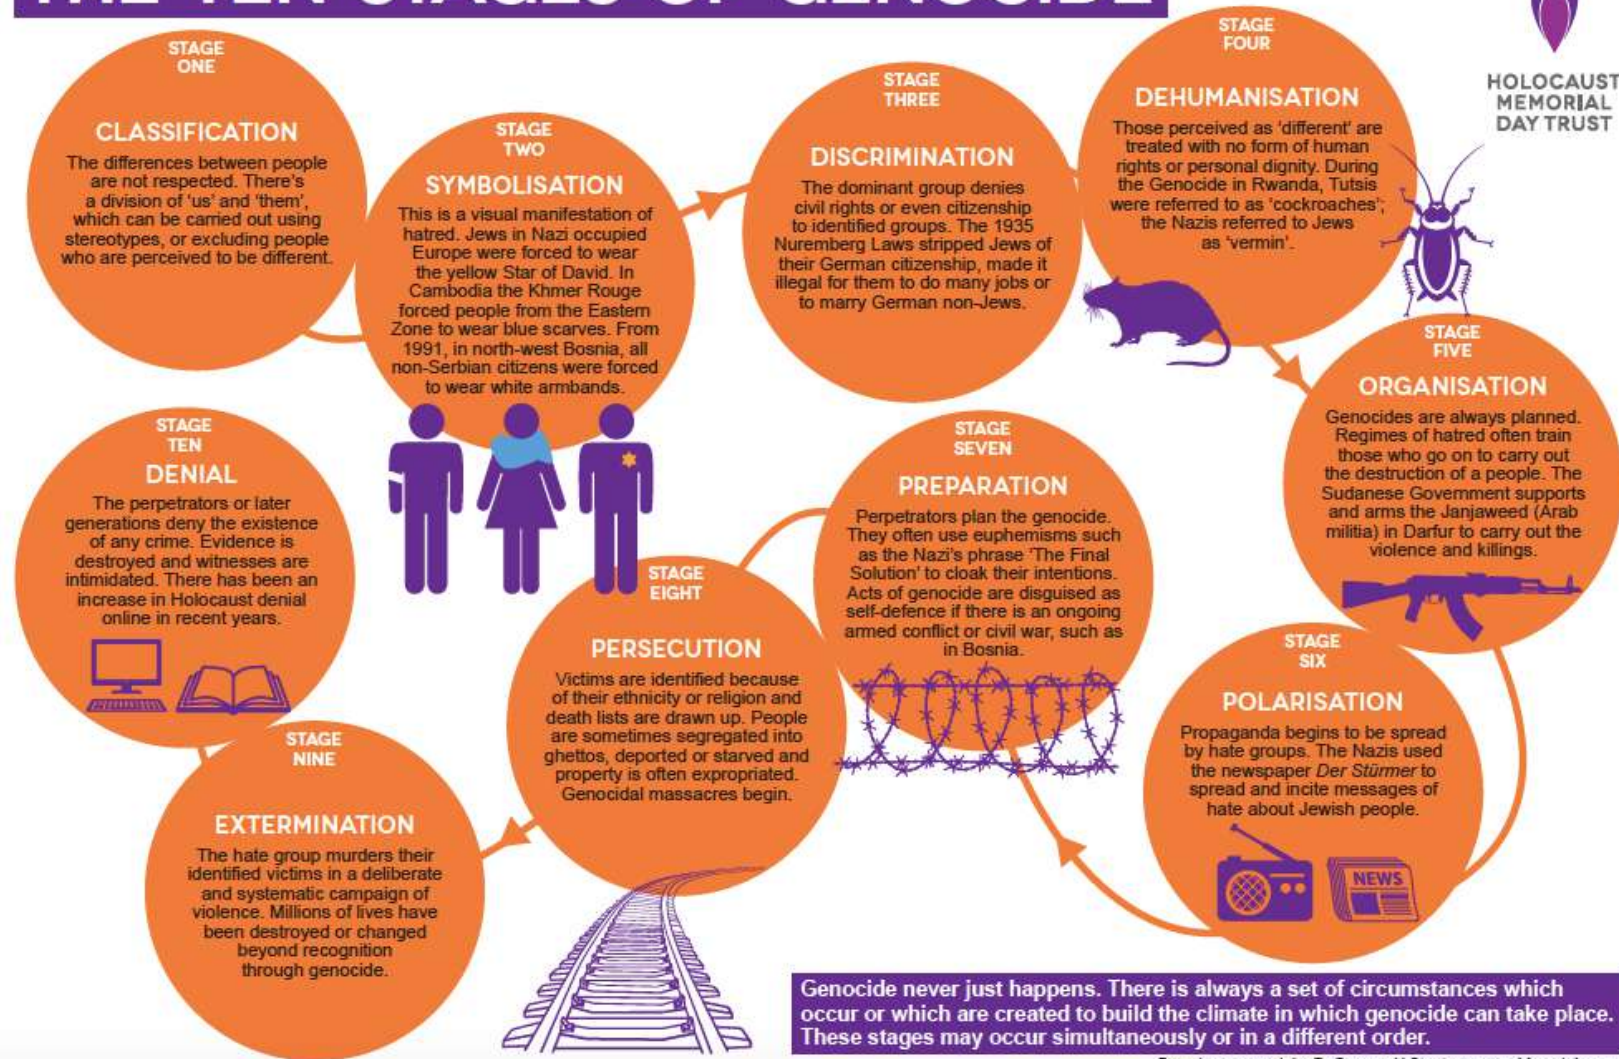 THE TEN STAGES OF GENOCIDE
HOLOCAUST
MEMORIAL
DAY TRUST
STAGE
ONE
CLASSIFICATION
The differences between people
are not respected. There's
a division of 'us' and 'them',
which can be carried out using
stereotypes, or excluding people
who are perceived to be different.
STAGE
TWO
SYMBOLISATION
This is a visual manifestation of
hatred. Jews in Nazi occupied
Europe were forced to wear
the yellow Star of David. In
Cambodia the Khmer Rouge
forced people from the Eastern
Zone to wear blue scarves. From
1991, in north-west Bosnia, all
non-Serbian citizens were forced
to wear white armbands.
STAGE
THREE
DISCRIMINATION
The dominant group denies
civil rights or even citizenship
to identified groups. The 1935
Nuremberg Laws stripped Jews of
their German citizenship, made it
illegal for them to do many jobs or
to marry German non-Jews.
STAGE
FOUR
DEHUMANISATION
Those perceived as 'different' are
treated with no form of human
rights or personal dignity. During
the Genocide in Rwanda, Tutsis
were referred to as 'cockroaches';
the Nazis referred to Jews
as 'vermin'.
STAGE
FIVE
ORGANISATION
Genocides are always planned.
Regimes of hatred often train
those who go on to carry out
the destruction of a people. The
Sudanese Government supports
and arms the Janjaweed (Arab
militia) in Darfur to carry out the
violence and killings.
STAGE
SIX
POLARISATION
Propaganda begins to be spread
by hate groups. The Nazis used
the newspaper Der Stürmer to
spread and incite messages of
hate about Jewish people.
NEWS
STAGE
SEVEN
PREPARATION
Perpetrators plan the genocide.
They often use euphemisms such
as the Nazi's phrase 'The Final
Solution' to cloak their intentions.
Acts of genocide are disguised as
self-defence if there is an ongoing
armed conflict or civil war, such as
in Bosnia.
STAGE
EIGHT
PERSECUTION
Victims are identified because
of their ethnicity or religion and
death lists are drawn up. People
are sometimes segregated into
ghettos, deported or starved and
property is often expropriated.
Genocidal massacres begin.
STAGE
NINE
EXTERMINATION
The hate group murders their
identified victims in a deliberate
and systematic campaign of
violence. Millions of lives have
been destroyed or changed
beyond recognition
through genocide.
STAGE
TEN
DENIAL
The perpetrators or later
generations deny the existence
of any crime. Evidence is
destroyed and witnesses are
intimidated. There has been an
increase in Holocaust denial
online in recent years.
Genocide never just happens. There is always a set of circumstances which
occur or which are created to build the climate in which genocide can take place.
These stages may occur simultaneously or in a different order.